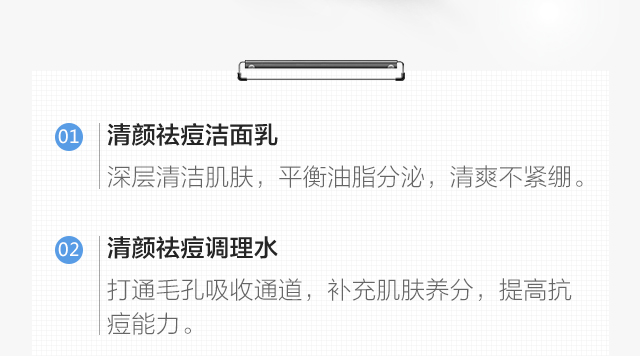 01
清颜祛痘洁面乳
深层清洁肌肤，平衡油脂分泌，清爽不紧绷。
02
清颜祛痘调理水
打通毛孔吸收通道，补充肌肤养分，提高抗
痘能力。